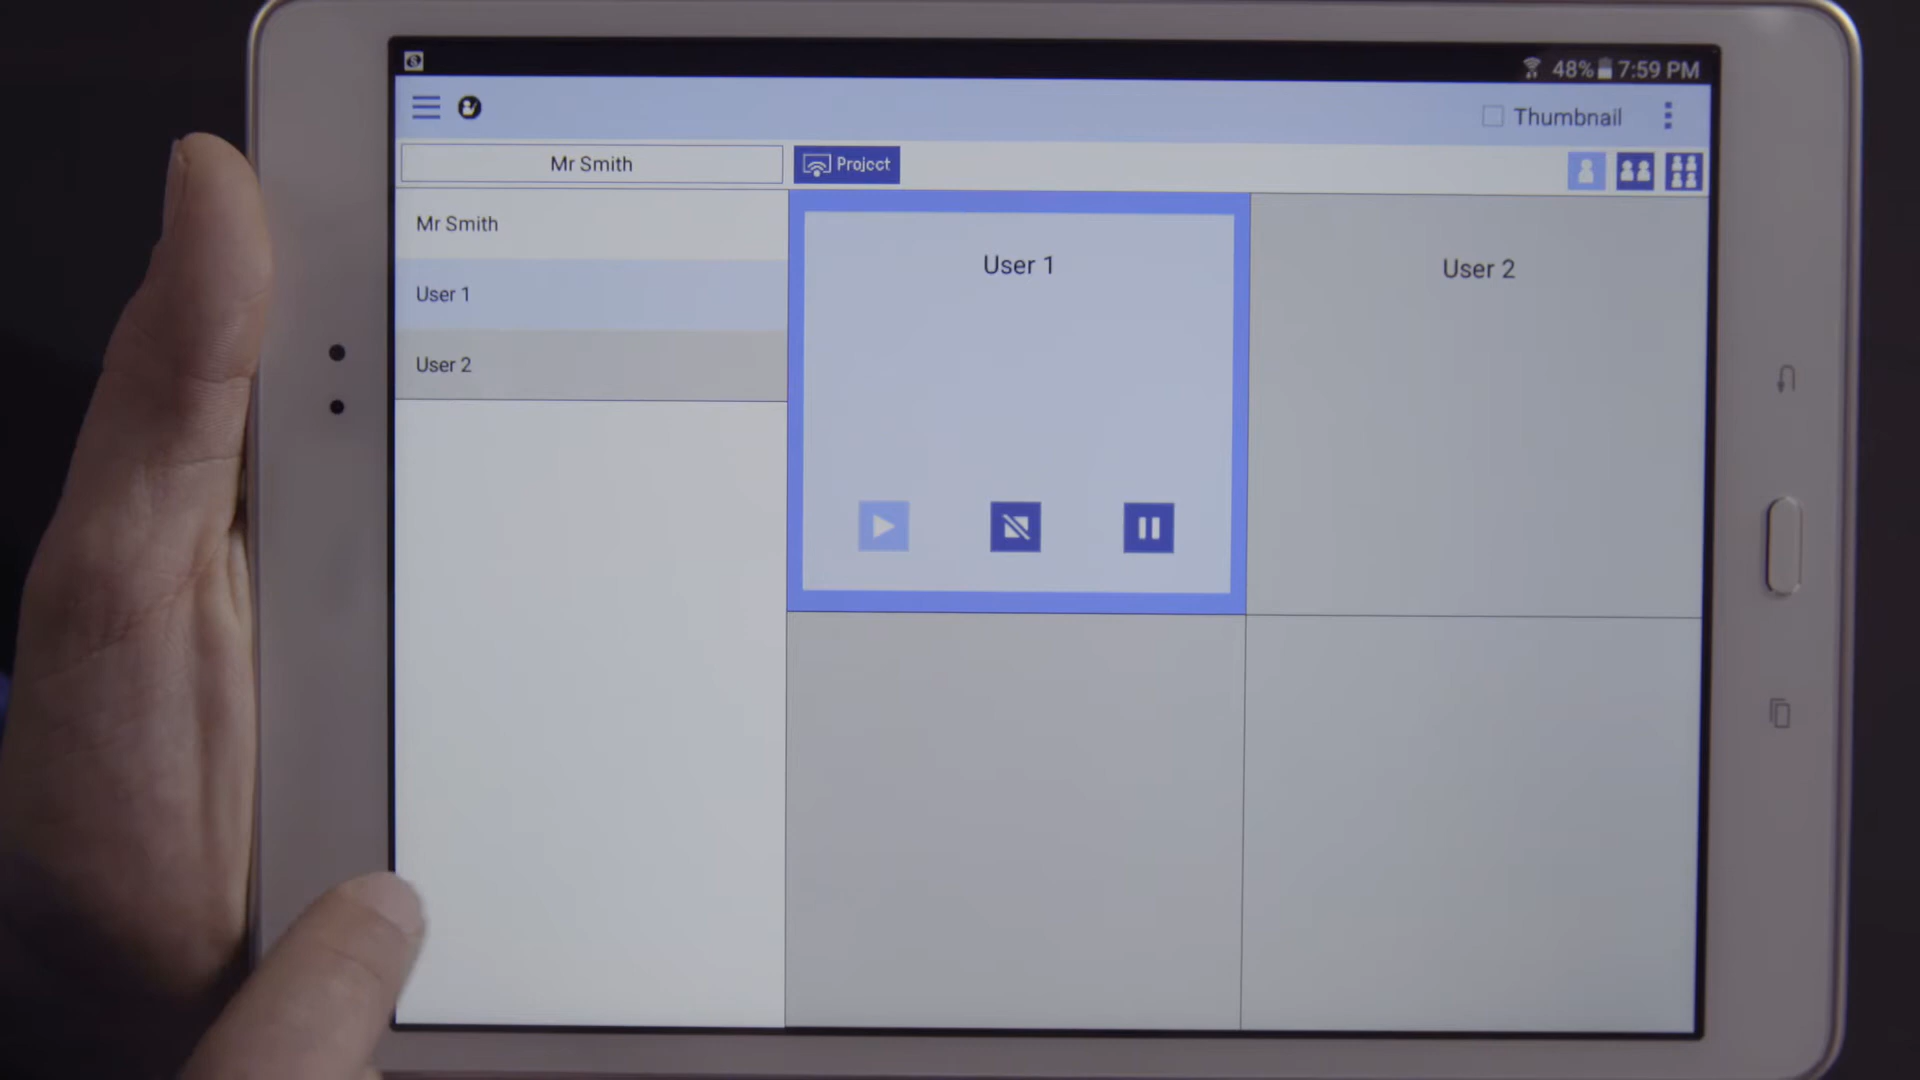 48% 7:59 PM
Thumbnail
Mr Smith
Project
Mr Smith
User 1
User 2
User 1
User 2